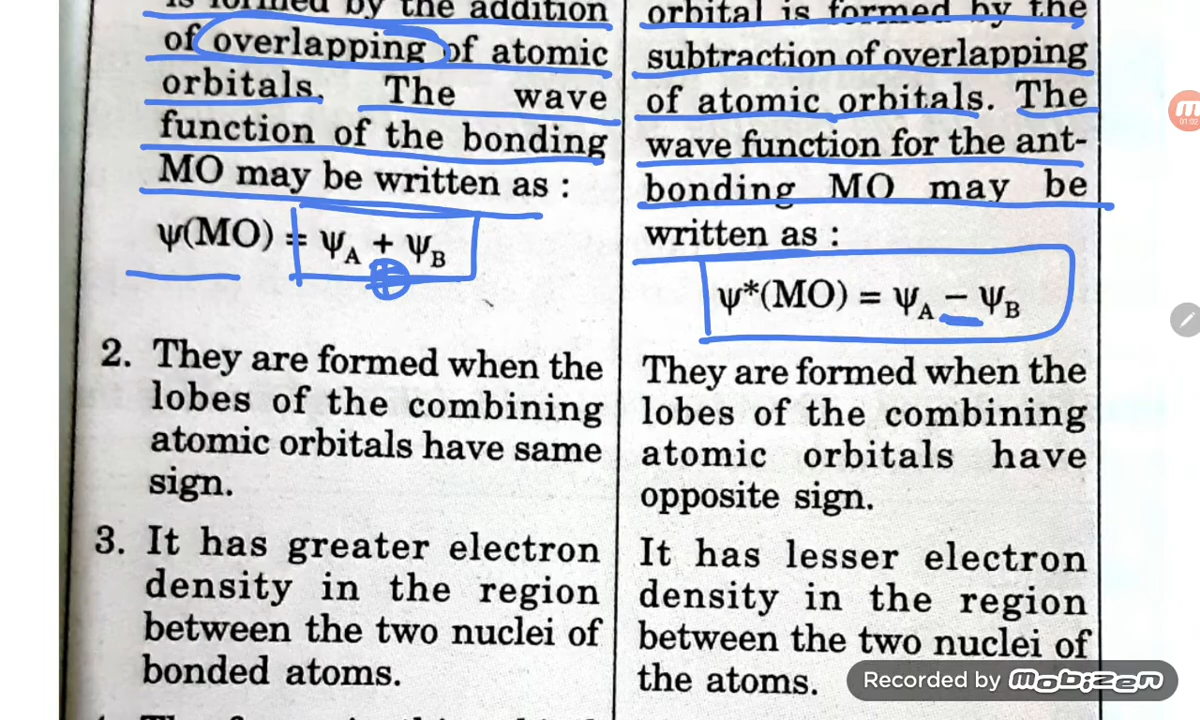 is formed by the addition
of overlapping of atomic
orbitals. The wave
function of the bonding
MO may be written as :
ψ(MO) = ψA + ψB
2. They are formed when the
lobes of the combining
atomic orbitals have same
sign.
3. It has greater electron
density in the region
between the two nuclei of
bonded atoms.
orbital is formed by the
subtraction of overlapping
of atomic orbitals. The
wave function for the ant-
bonding MO may be
written as :
ψ*(MO) = ψA – ψB
They are formed when the
lobes of the combining
atomic orbitals have
opposite sign.
It has lesser electron
density in the region
between the two nuclei of
the atoms.
Recorded by mobizen